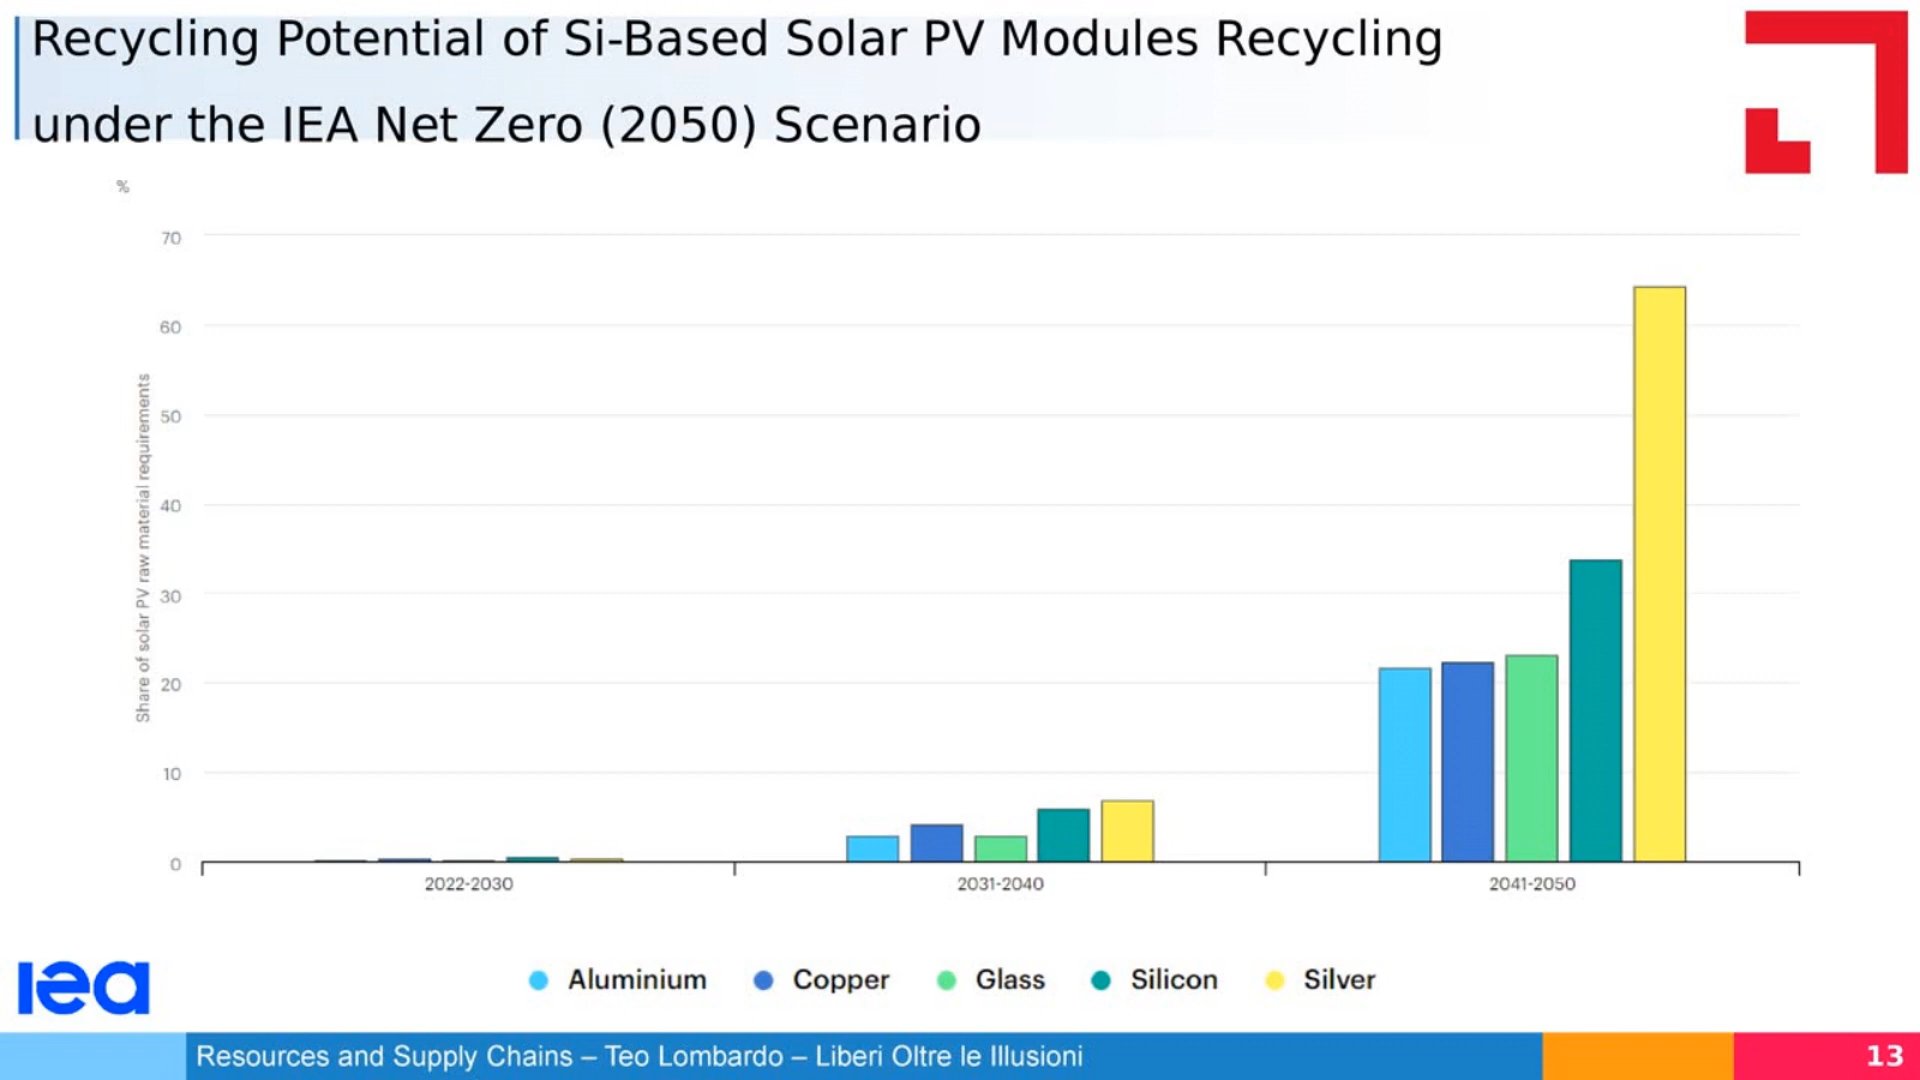 Recycling Potential of Si-Based Solar PV Modules Recycling
under the IEA Net Zero (2050) Scenario
%
Share of solar PV raw material requirements
70
60
50
40
30
20
10
0
2022-2030
2031-2040
2041-2050
Aluminium
Copper
Glass
Silicon
Silver
iea
Resources and Supply Chains – Teo Lombardo – Liberi Oltre le Illusioni
13